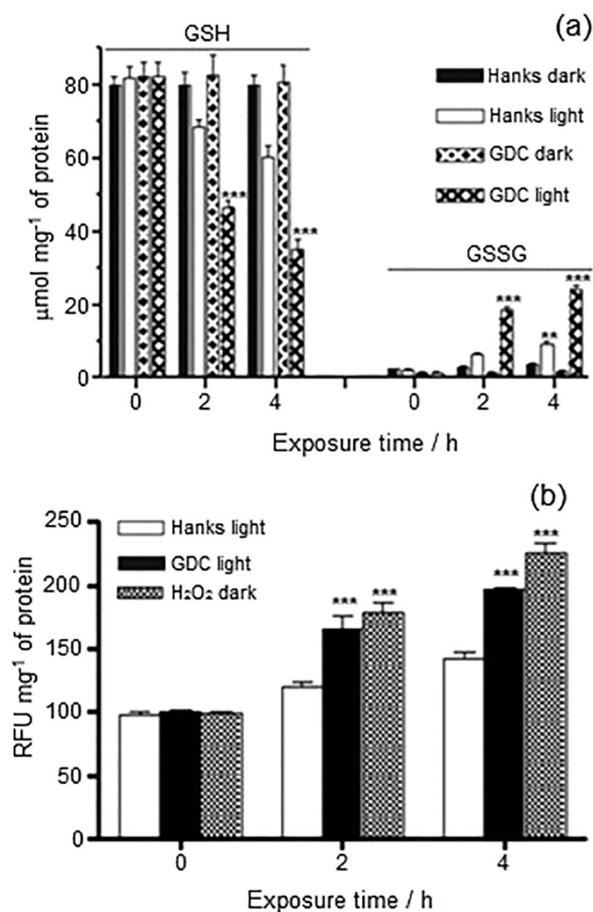 (a)
GSH
Hanks dark
Hanks light
GDC dark
GDC light
80
60
40
20
0
***
***
GSSG
***
**
***
µmol mg⁻¹ of protein
0 2 4 0 2 4
Exposure time / h
(b)
Hanks light
GDC light
H₂O₂ dark
250
200
150
100
50
0
*** ***
*** ***
RFU mg⁻¹ of protein
0 2 4
Exposure time / h